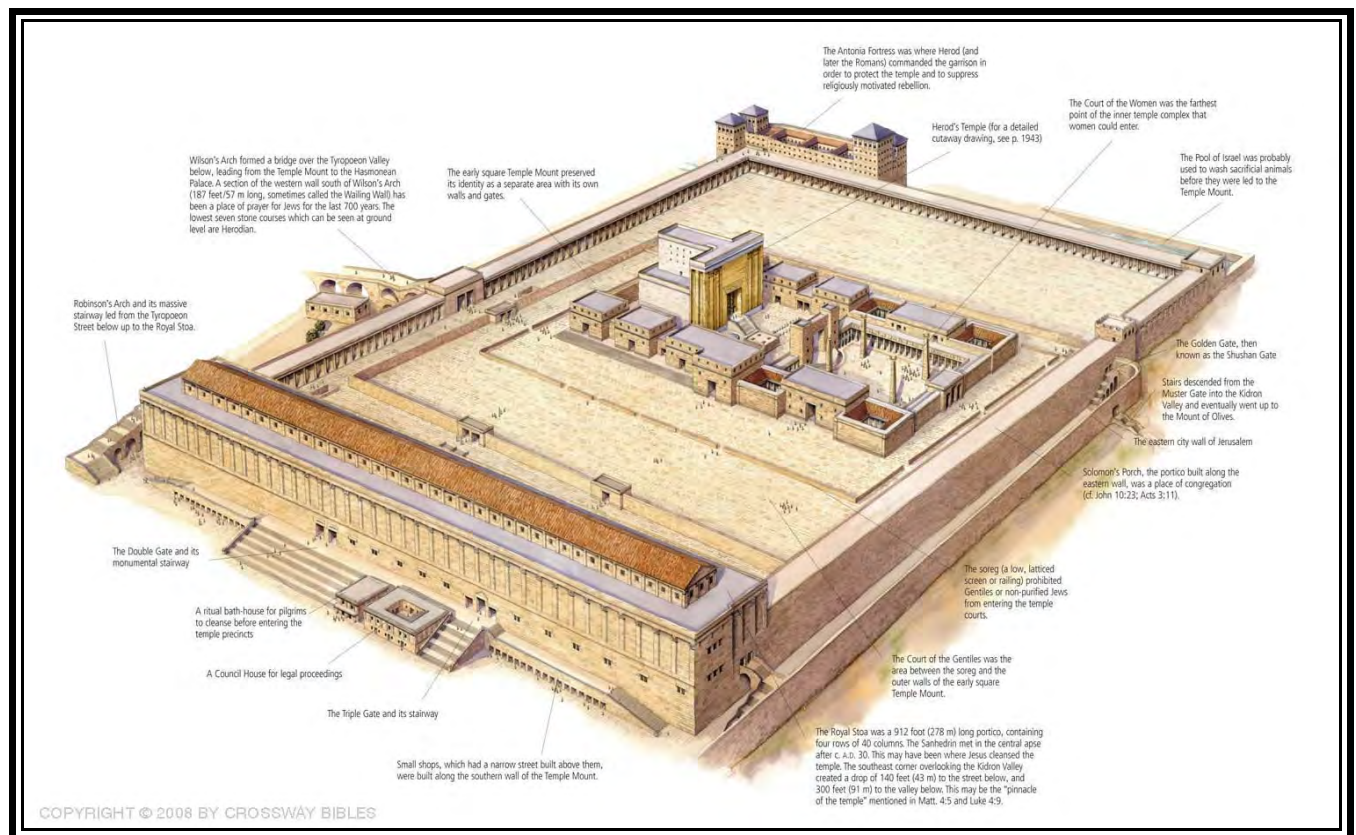 The Antonia Fortress was where Herod (and
later the Romans) commanded the garrison in
order to protect the temple and to suppress
religiously motivated rebellion.
The Court of the Women was the farthest
point of the inner temple complex that
women could enter.
Herod's Temple (for a detailed
cutaway drawing, see p. 1943)
Wilson's Arch formed a bridge over the Tyropoeon Valley
below, leading from the Temple Mount to the Hasmonean
Palace. A section of the western wall south of Wilson's Arch
(187 feet/57 m long, sometimes called the Wailing Wall) has
been a place of prayer for Jews for the last 700 years. The
lowest seven stone courses which can be seen at ground
level are Herodian.
The early square Temple Mount preserved
its identity as a separate area with its own
walls and gates.
The Pool of Israel was probably
used to wash sacrificial animals
before they were led to the
Temple Mount.
Robinson's Arch and its massive
stairway led from the Tyropoeon
Street below up to the Royal Stoa.
The Golden Gate, then
known as the Shushan Gate
Stairs descended from the
Muster Gate into the Kidron
Valley and eventually went up to
the Mount of Olives.
The eastern city wall of Jerusalem
Solomon's Porch, the portico built along the
eastern wall, was a place of congregation
(cf. John 10:23; Acts 3:11).
The Double Gate and its
monumental stairway
The soreg (a low, latticed
screen or railing) prohibited
Gentiles or non-purified Jews
from entering the temple
courts.
A ritual bath-house for pilgrims
to cleanse before entering the
temple precincts
A Council House for legal proceedings
The Court of the Gentiles was the
area between the soreg and the
outer walls of the early square
Temple Mount.
The Triple Gate and its stairway
Small shops, which had a narrow street built above them,
were built along the southern wall of the Temple Mount.
The Royal Stoa was a 912 foot (278 m) long portico, containing
four rows of 40 columns. The Sanhedrin met in the central apse
after c. A.D. 30. This may have been where Jesus cleansed the
temple. The southeast corner overlooking the Kidron Valley
created a drop of 140 feet (43 m) to the street below, and
300 feet (91 m) to the valley below. This may be the "pinnacle
of the temple" mentioned in Matt. 4:5 and Luke 4:9.
COPYRIGHT © 2008 BY CROSSWAY BIBLES